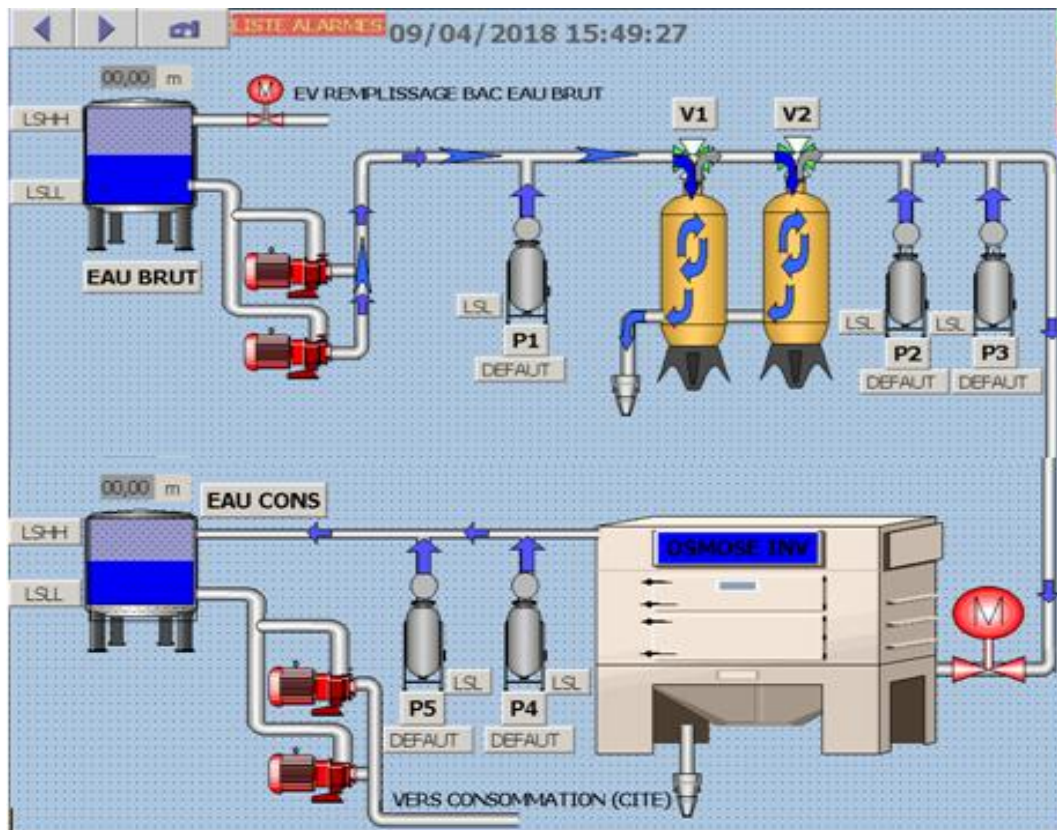 LISTE ALARMES 09/04/2018 15:49:27
00,00 m
EV REMPLISSAGE BAC EAU BRUT
LSHH
V1 V2
LSLL
EAU BRUT
LSL
LSL
LSL
P1
P2
P3
DEFAUT
DEFAUT
DEFAUT
00,00 m
EAU CONS
LSHH
OSMOSE INV
LSLL
M
M
LSL
LSL
P5
P4
DEFAUT
DEFAUT
VERS CONSOMMATION (CITE)